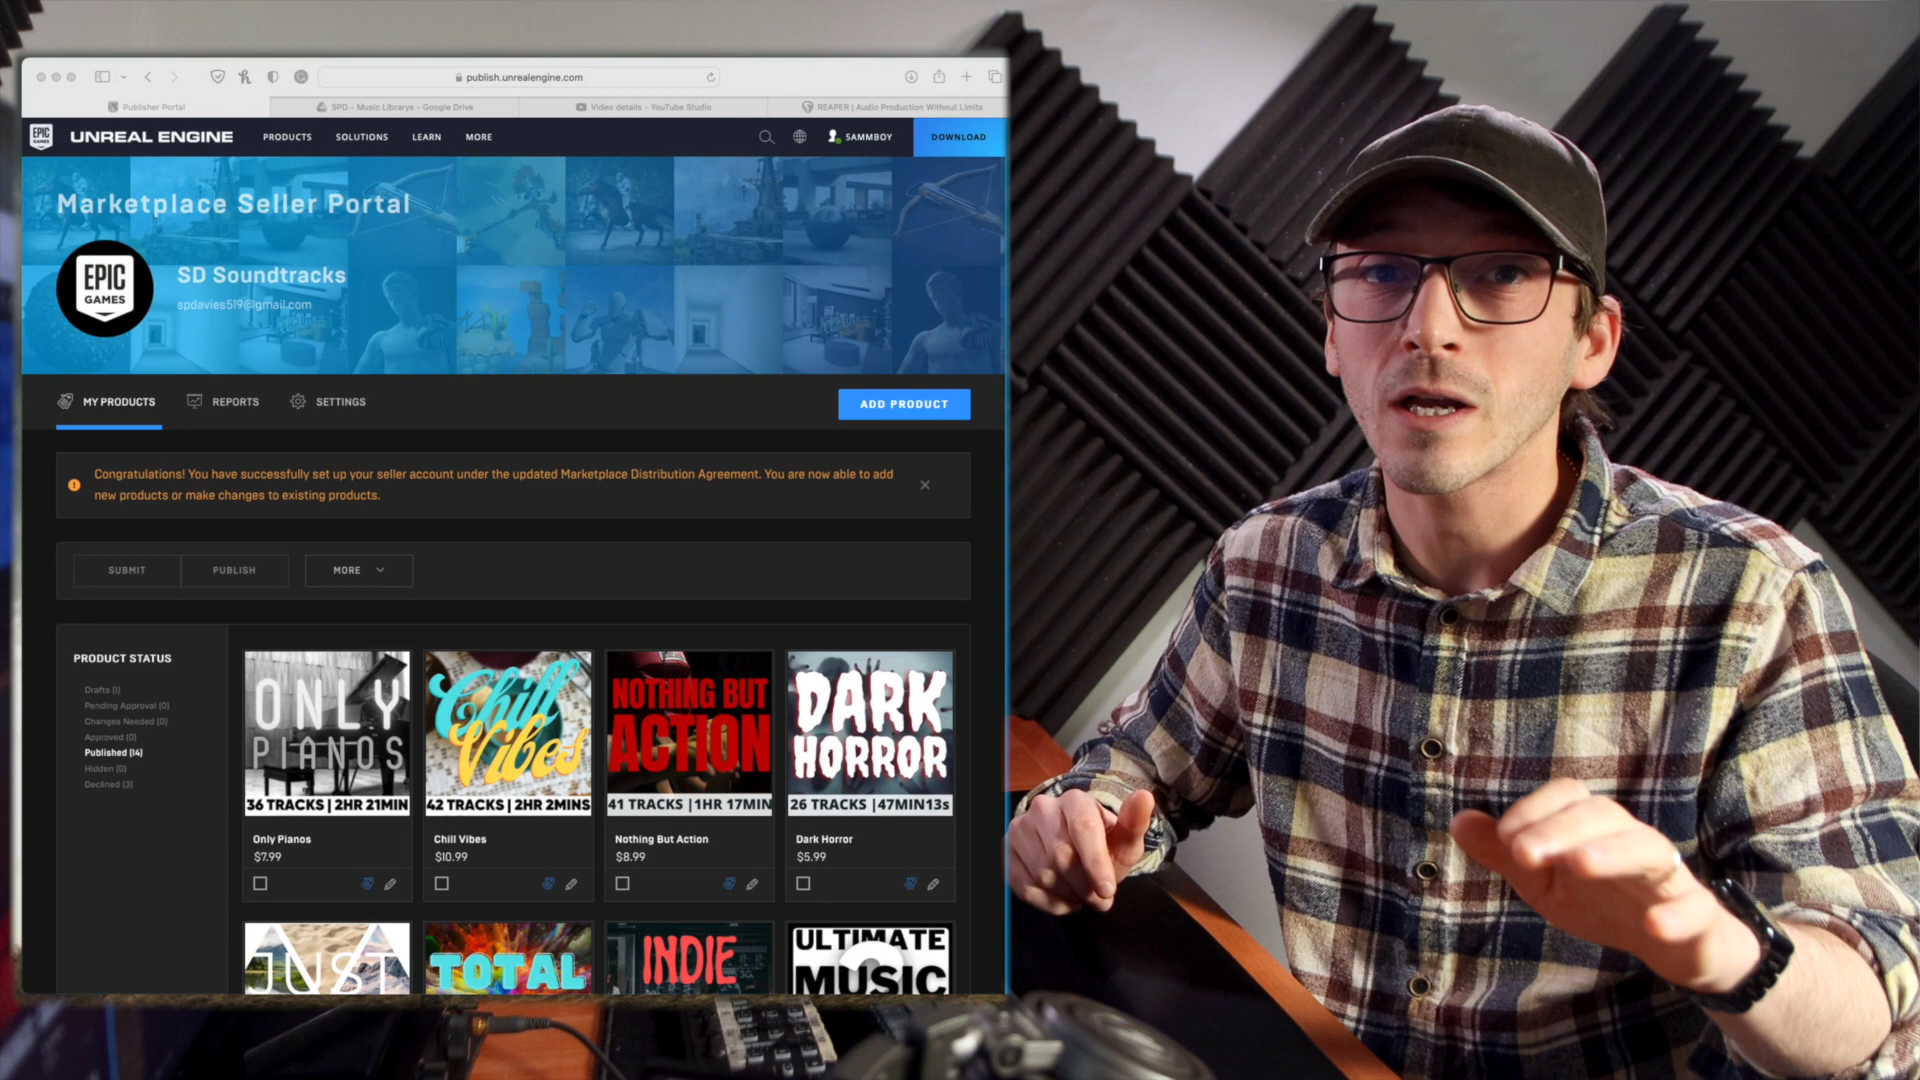 publish.unrealengine.com
Publisher Portal
SPD - Music Librarys - Google Drive
Video details - YouTube Studio
REAPER | Audio Production Without Limits
EPIC GAMES
UNREAL ENGINE
PRODUCTS
SOLUTIONS
LEARN
MORE
SAMMBOY
DOWNLOAD
Marketplace Seller Portal
EPIC
GAMES
SD Soundtracks
spdavies519@gmail.com
MY PRODUCTS
REPORTS
SETTINGS
ADD PRODUCT
Congratulations! You have successfully set up your seller account under the updated Marketplace Distribution Agreement. You are now able to add
new products or make changes to existing products.
SUBMIT
PUBLISH
MORE
PRODUCT STATUS
Drafts (1)
Pending Approval (0)
Changes Needed (0)
Approved (0)
Published (14)
Hidden (0)
Declined (3)
ONLY
PIANOS
36 TRACKS | 2HR 21MIN
Only Pianos
$7.99
Chill
Vibes
42 TRACKS | 2HR 2MINS
Chill Vibes
$10.99
NOTHING BUT
ACTION
41 TRACKS | 1HR 17MIN
Nothing But Action
$8.99
DARK
HORROR
26 TRACKS | 47MIN13s
Dark Horror
$5.99
JUST
TOTAL
INDIE
ULTIMATE
MUSIC